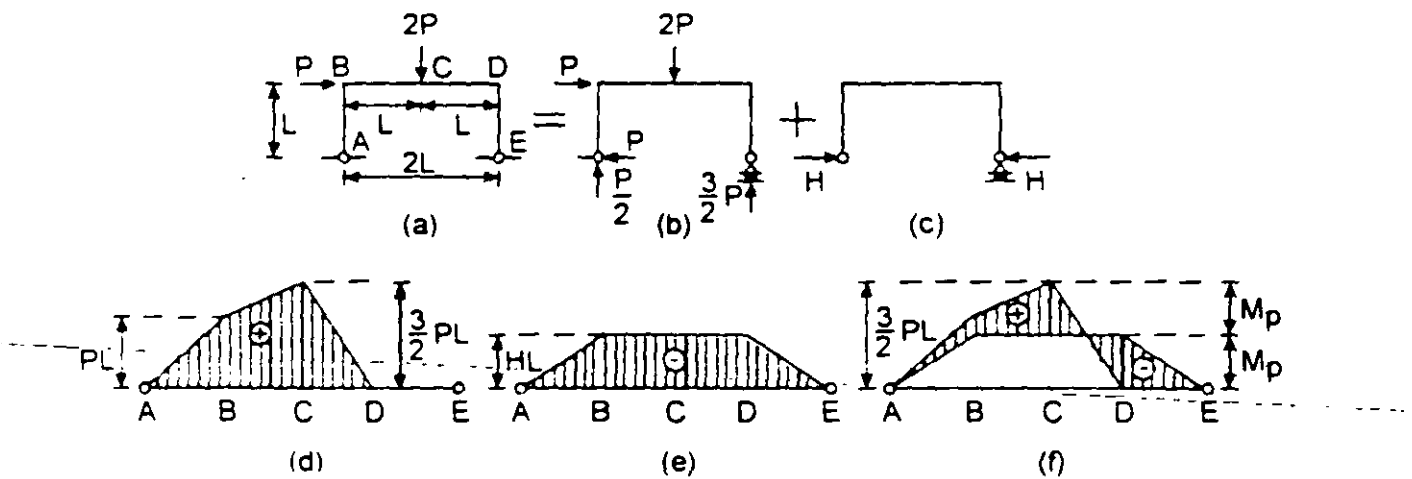 2P
P B C D
L L L
A E
2L
(a)
=
2P
P
P
P/2 3/2 P
(b)
+
H H
(c)
PL + 3/2 PL
A B C D E
(d)
HL -
A B C D E
(e)
3/2 PL + Mp
- Mp
A B C D E
(f)